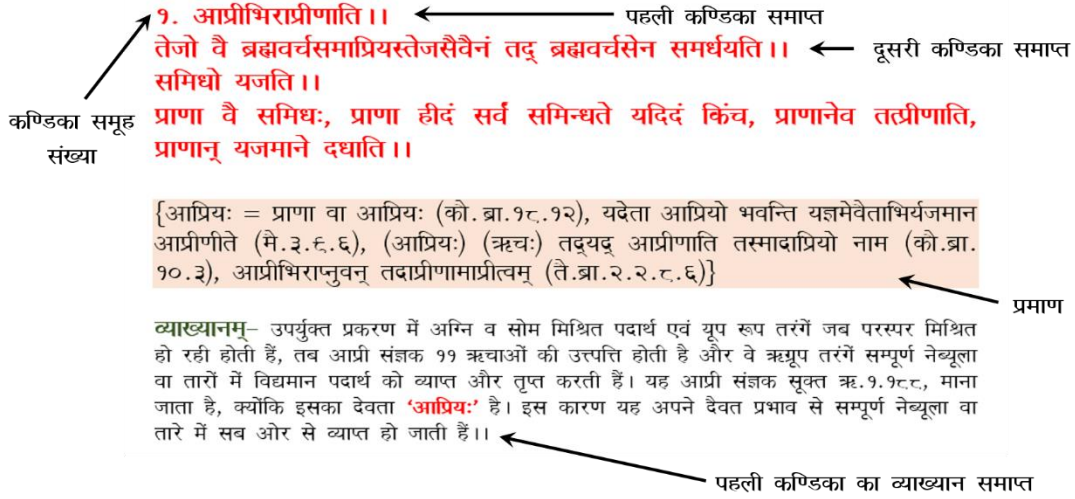 १. आप्रीभिराप्रीणाति।।
पहली कण्डिका समाप्त
तेजो वै ब्रह्मवर्चसमाप्रियस्तेजसैवैनं तद् ब्रह्मवर्चसेन समर्धयति।।
दूसरी कण्डिका समाप्त
समिधो यजति।।
कण्डिका समूह
संख्या
प्राणा वै समिधः, प्राणा हीदं सर्वं समिन्धते यदिदं किंच, प्राणानेव तत्प्रीणाति,
प्राणान् यजमाने दधाति।।
{आप्रियः = प्राणा वा आप्रियः (कौ.ब्रा.१८.१२), यदेता आप्रियो भवन्ति यज्ञमेवैताभिर्यजमान
आप्रीणीते (मै.३.९.६), (आप्रियः) (ऋचः) तद्यद् आप्रीणाति तस्मादाप्रियो नाम (कौ.ब्रा.
१०.३), आप्रीभिराप्नुवन् तदाप्रीणामाप्रीत्वम् (तै.ब्रा.२.२.८.६)}
प्रमाण
व्याख्यानम्– उपर्युक्त प्रकरण में अग्नि व सोम मिश्रित पदार्थ एवं यूप रूप तरंगें जब परस्पर मिश्रित
हो रही होती हैं, तब आप्री संज्ञक ११ ऋचाओं की उत्पत्ति होती है और वे ऋग्रूप तरंगें सम्पूर्ण नेब्यूला
वा तारों में विद्यमान पदार्थ को व्याप्त और तृप्त करती हैं। यह आप्री संज्ञक सूक्त ऋ.१.१८८, माना
जाता है, क्योंकि इसका देवता 'आप्रियः' है। इस कारण यह अपने दैवत प्रभाव से सम्पूर्ण नेब्यूला वा
तारे में सब ओर से व्याप्त हो जाती हैं।।
पहली कण्डिका का व्याख्यान समाप्त